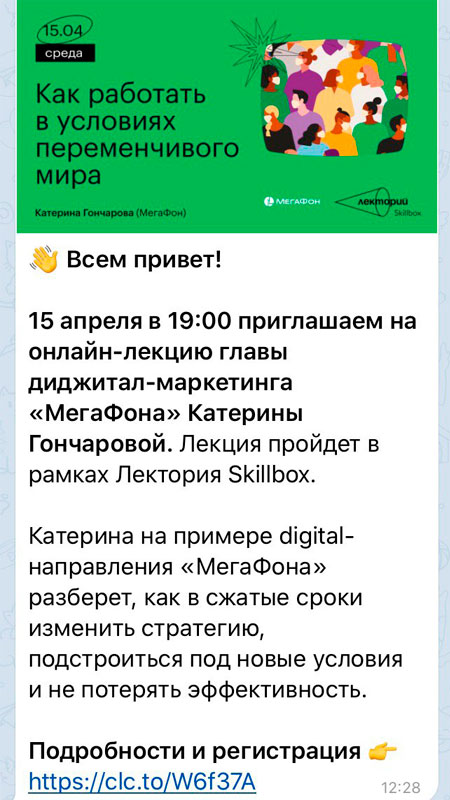 15.04
среда
Как работать
в условиях
переменчивого
мира
Катерина Гончарова (МегаФон)
МЕГАФОН
лекторий
Skillbox
👋 Всем привет!
15 апреля в 19:00 приглашаем на
онлайн-лекцию главы
диджитал-маркетинга
«МегаФона» Катерины
Гончаровой. Лекция пройдет в
рамках Лектория Skillbox.
Катерина на примере digital-
направления «МегаФона»
разберет, как в сжатые сроки
изменить стратегию,
подстроиться под новые условия
и не потерять эффективность.
Подробности и регистрация 👉
https://clc.to/W6f37A
12:28